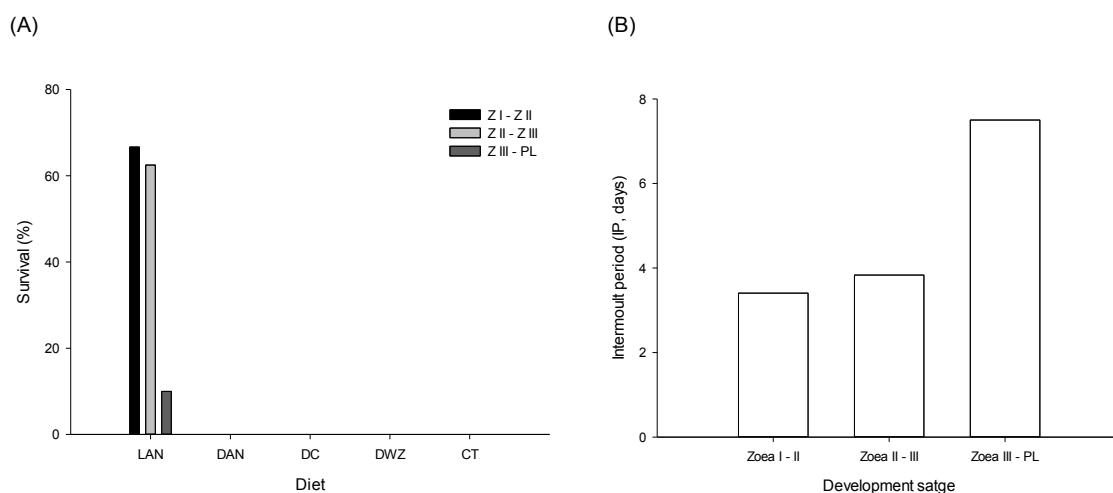 (A)
80
60
40
20
0
Survival (%)
Z I - Z II
Z II - Z III
Z III - PL
LAN DAN DC DWZ CT
Diet
(B)
8
6
4
2
0
Intermoult period (IP, days)
Zoea I - II Zoea II - III Zoea III - PL
Development satge